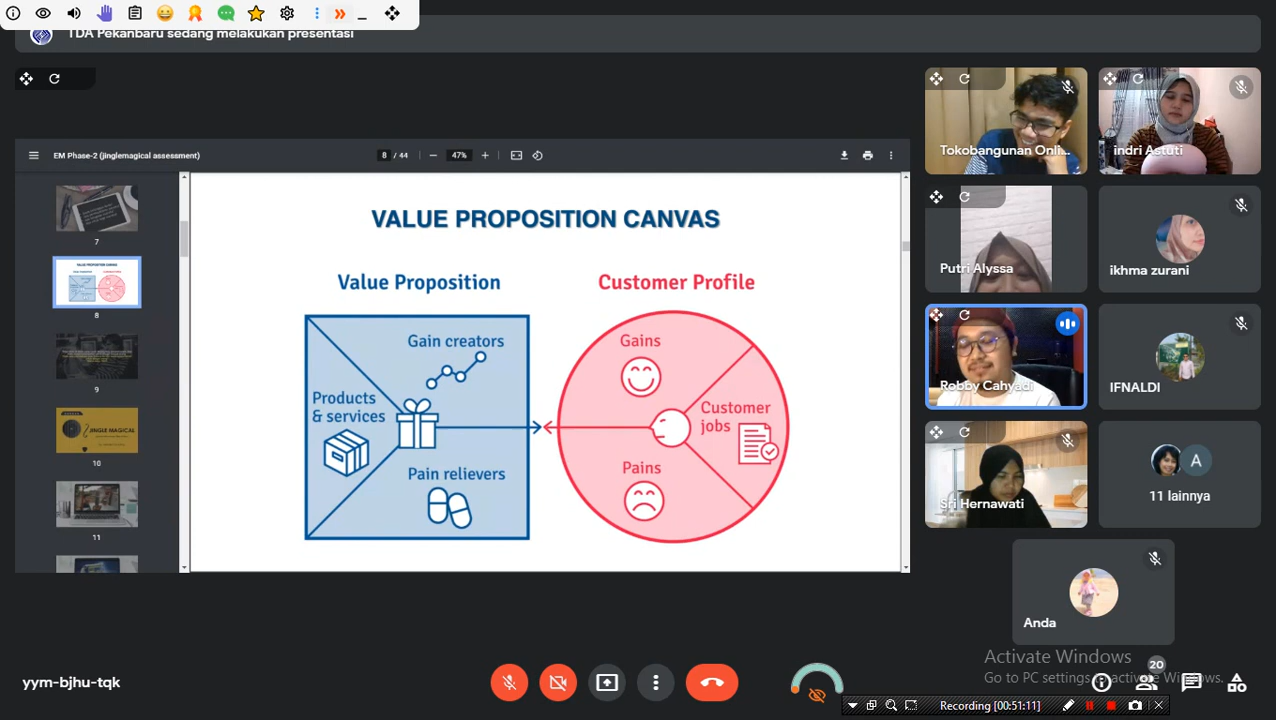 TDA Pekanbaru sedang melakukan presentasi
EM Phase-2 (jinglemagical assessment)
8 / 44
47%
7
8
9
10
11
VALUE PROPOSITION CANVAS
Value Proposition
Customer Profile
Gain creators
Products
& services
Pain relievers
Gains
Customer
jobs
Pains
JINGLE MAGICAL
Tokobangunan Onli...
indri Astuti
Putri Alyssa
ikhma zurani
Robby Cahyadi
IFNALDI
Sri Hernawati
A
11 lainnya
Anda
yym-bjhu-tqk
Activate Windows
Go to PC settings to activate Windows.
20
Recording [00:51:11]